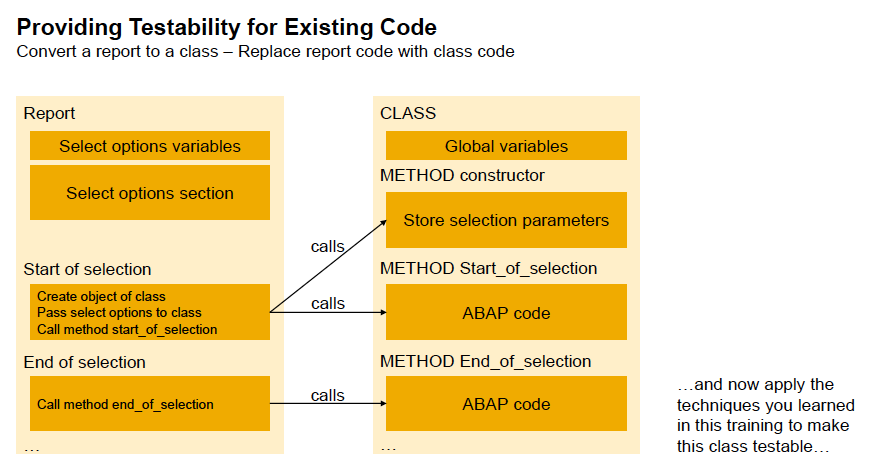 Providing Testability for Existing Code
Convert a report to a class – Replace report code with class code
Report
Select options variables
Select options section
Start of selection
Create object of class
Pass select options to class
Call method start_of_selection
End of selection
Call method end_of_selection
…
calls
calls
calls
CLASS
Global variables
METHOD constructor
Store selection parameters
METHOD Start_of_selection
ABAP code
METHOD End_of_selection
ABAP code
…
…and now apply the
techniques you learned
in this training to make
this class testable…